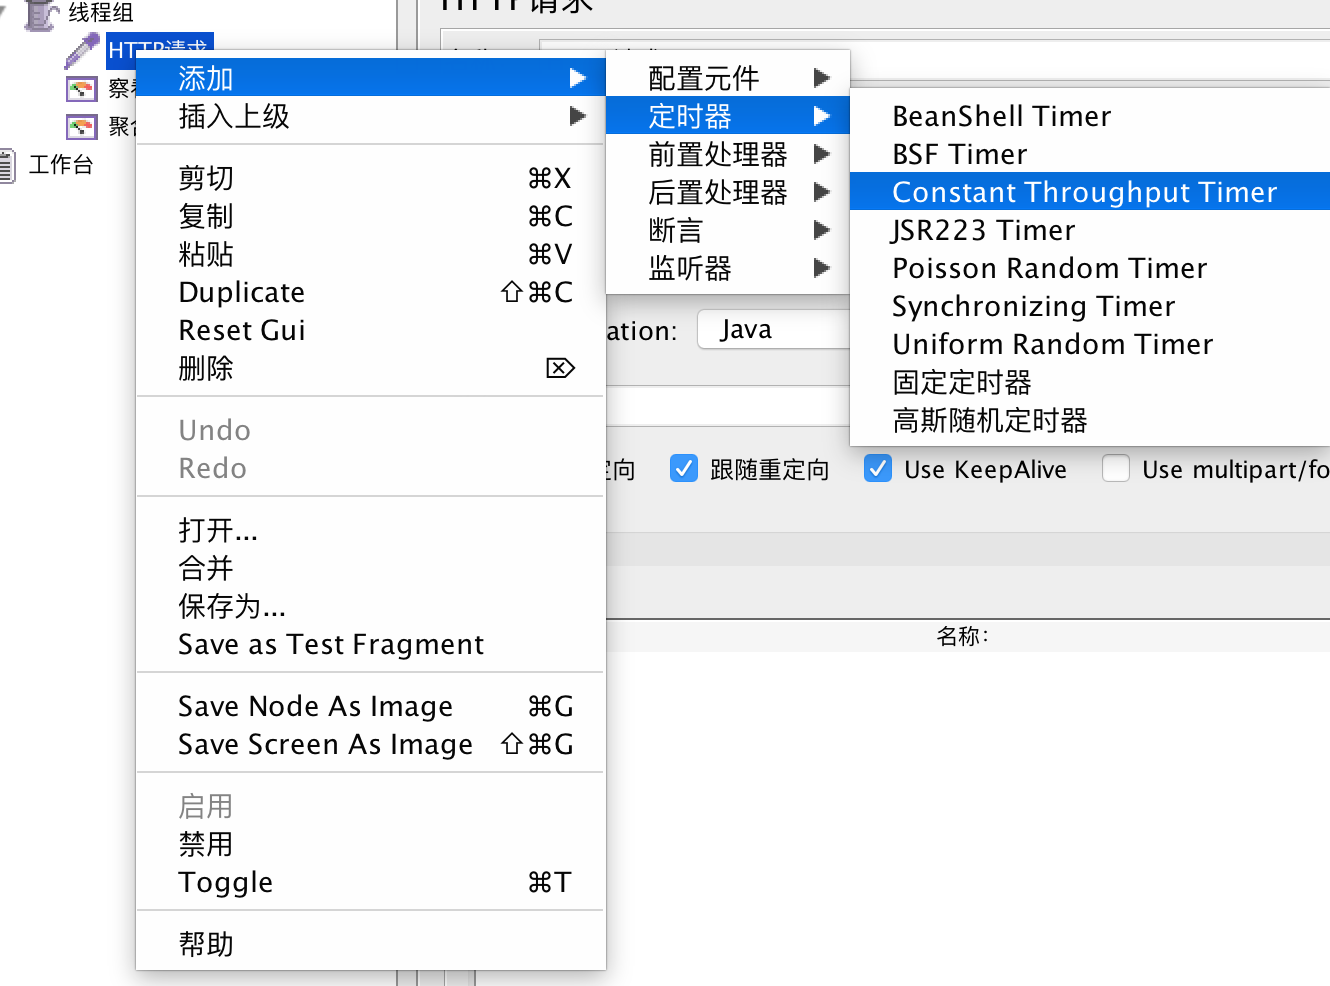 线程组
HTTP请求
HTTP请求
工作台
添加
插入上级
剪切 ⌘X
复制 ⌘C
粘贴 ⌘V
Duplicate ⇧⌘C
Reset Gui
删除 ⌦
Undo
Redo
打开...
合并
保存为...
Save as Test Fragment
Save Node As Image ⌘G
Save Screen As Image ⇧⌘G
启用
禁用
Toggle ⌘T
帮助
配置元件
定时器
前置处理器
后置处理器
断言
监听器
BeanShell Timer
BSF Timer
Constant Throughput Timer
JSR223 Timer
Poisson Random Timer
Synchronizing Timer
Uniform Random Timer
固定定时器
高斯随机定时器
ation: Java
定向 跟随重定向 Use KeepAlive Use multipart/fo
名称：